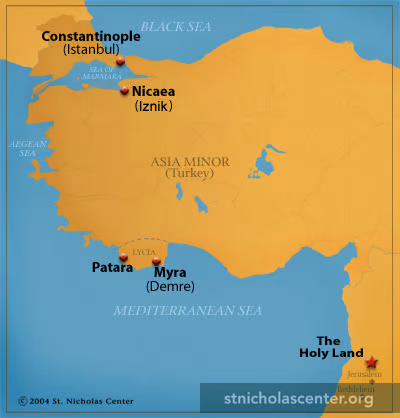 BLACK SEA
Constantinople
(Istanbul)
SEA OF
MARMARA
Nicaea
(Iznik)
AEGEAN
SEA
ASIA MINOR
(Turkey)
LYCIA
Patara
Myra
(Demre)
MEDITERRANEAN SEA
The
Holy Land
Jerusalem
Bethlehem
stnicholascenter.org
© 2004 St. Nicholas Center